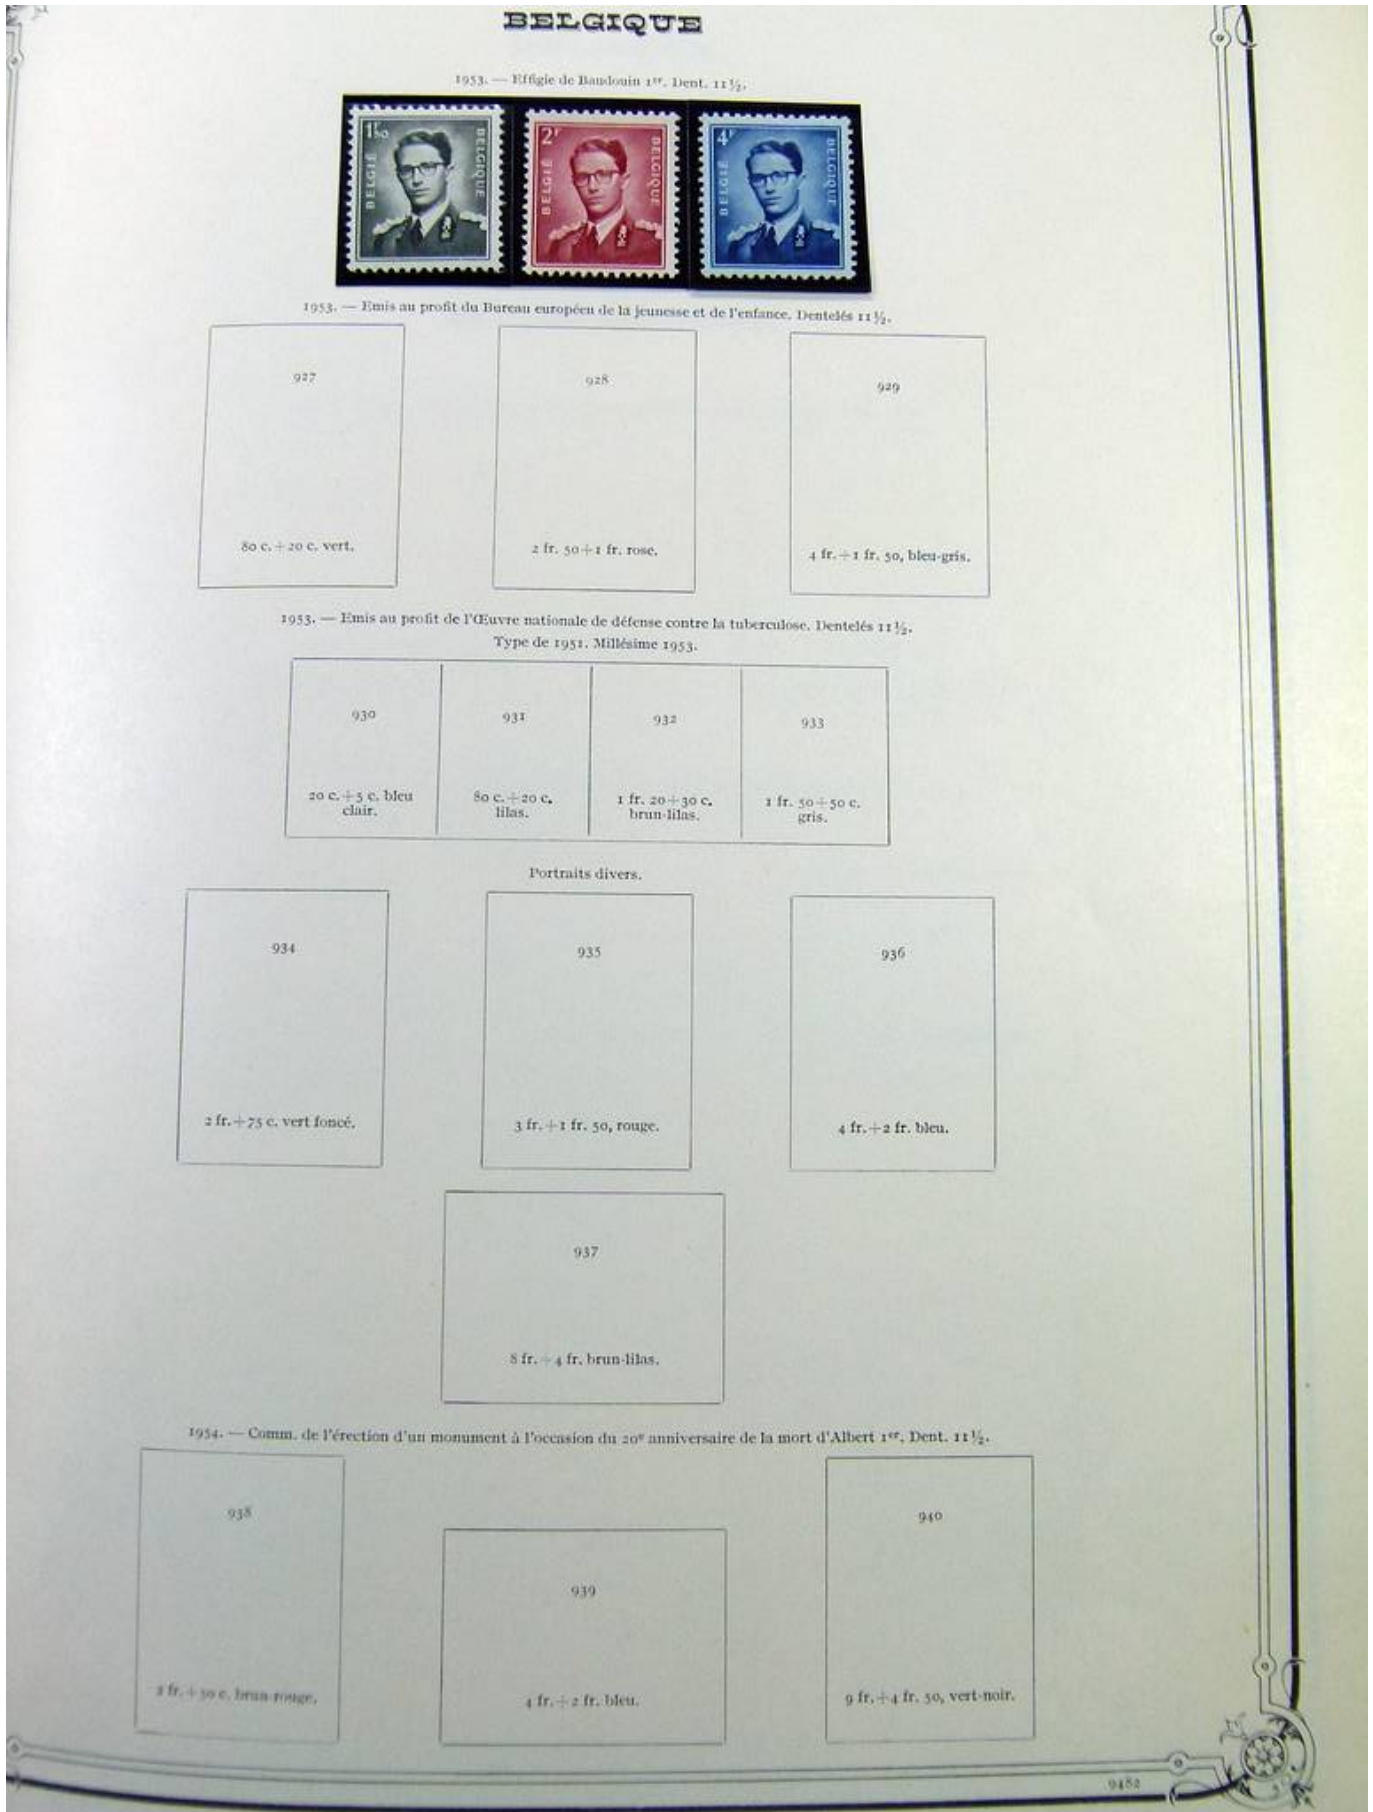 BELGIQUE
1953. — Effigie de Baudouin 1er. Dent. 11½.
1F50 BELGIË BELGIQUE
2F BELGIË BELGIQUE
4F BELGIË BELGIQUE
1953. — Emis au profit du Bureau européen de la jeunesse et de l'enfance. Dentelés 11½.
927
928
929
80 c.+20 c. vert.
2 fr. 50+1 fr. rose.
4 fr.+1 fr. 50, bleu-gris.
1953. — Emis au profit de l'Œuvre nationale de défense contre la tuberculose. Dentelés 11½.
Type de 1951. Millésime 1953.
930
931
932
933
20 c.+5 c. bleu
clair.
80 c.+20 c.
lilas.
1 fr. 20+30 c.
brun-lilas.
1 fr. 50+50 c.
gris.
Portraits divers.
934
935
936
2 fr.+75 c. vert foncé.
3 fr.+1 fr. 50, rouge.
4 fr.+2 fr. bleu.
937
8 fr.+4 fr. brun-lilas.
1954. — Comm. de l'érection d'un monument à l'occasion du 20e anniversaire de la mort d'Albert 1er. Dent. 11½.
938
939
940
2 fr.+50 c. brun-rouge.
4 fr.+2 fr. bleu.
9 fr.+4 fr. 50, vert-noir.
9482